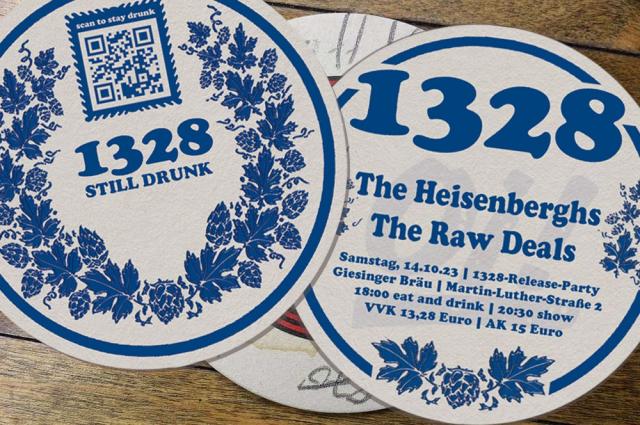 scan to stay drunk
1328
STILL DRUNK
1328
The Heisenberghs
The Raw Deals
Samstag, 14.10.23 | 1328-Release-Party
Giesinger Bräu | Martin-Luther-Straße 2
18:00 eat and drink | 20:30 show
VVK 13,28 Euro | AK 15 Euro